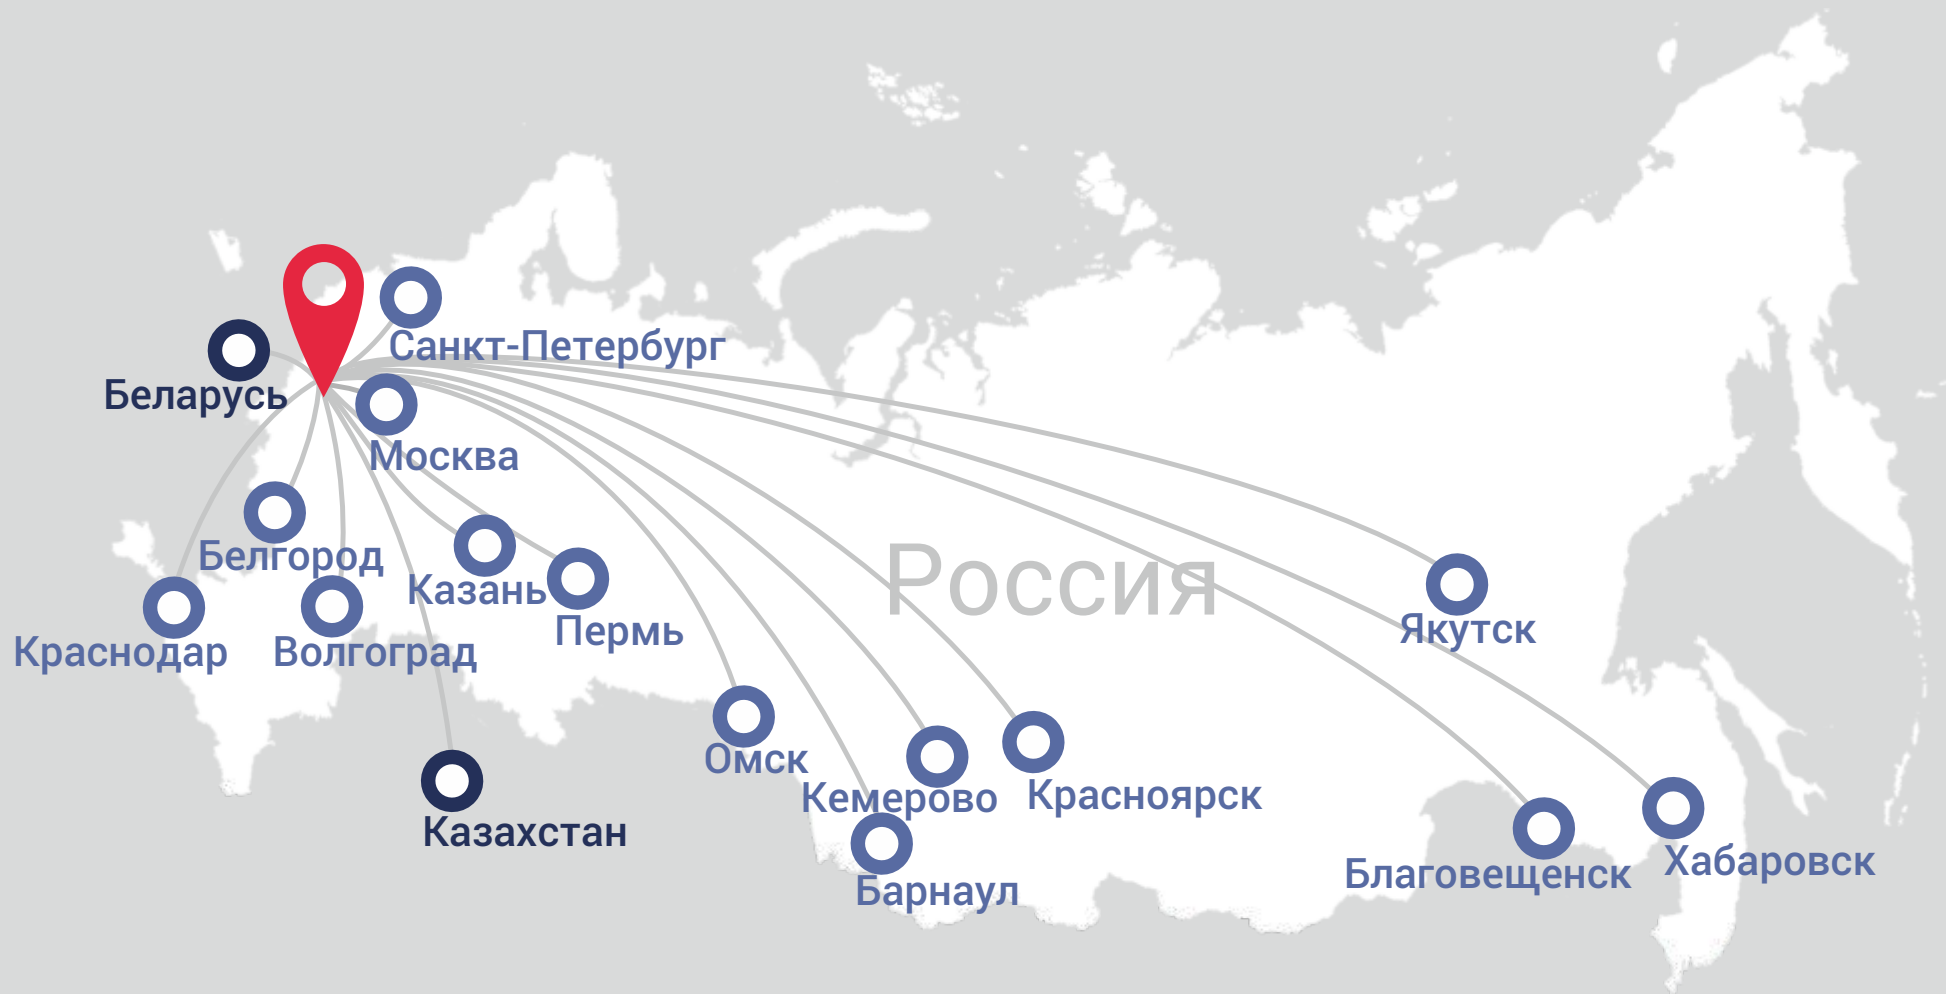 Санкт-Петербург
Беларусь
Москва
Белгород
Казань
Россия
Пермь
Якутск
Краснодар
Волгоград
Омск
Кемерово
Красноярск
Казахстан
Хабаровск
Благовещенск
Барнаул